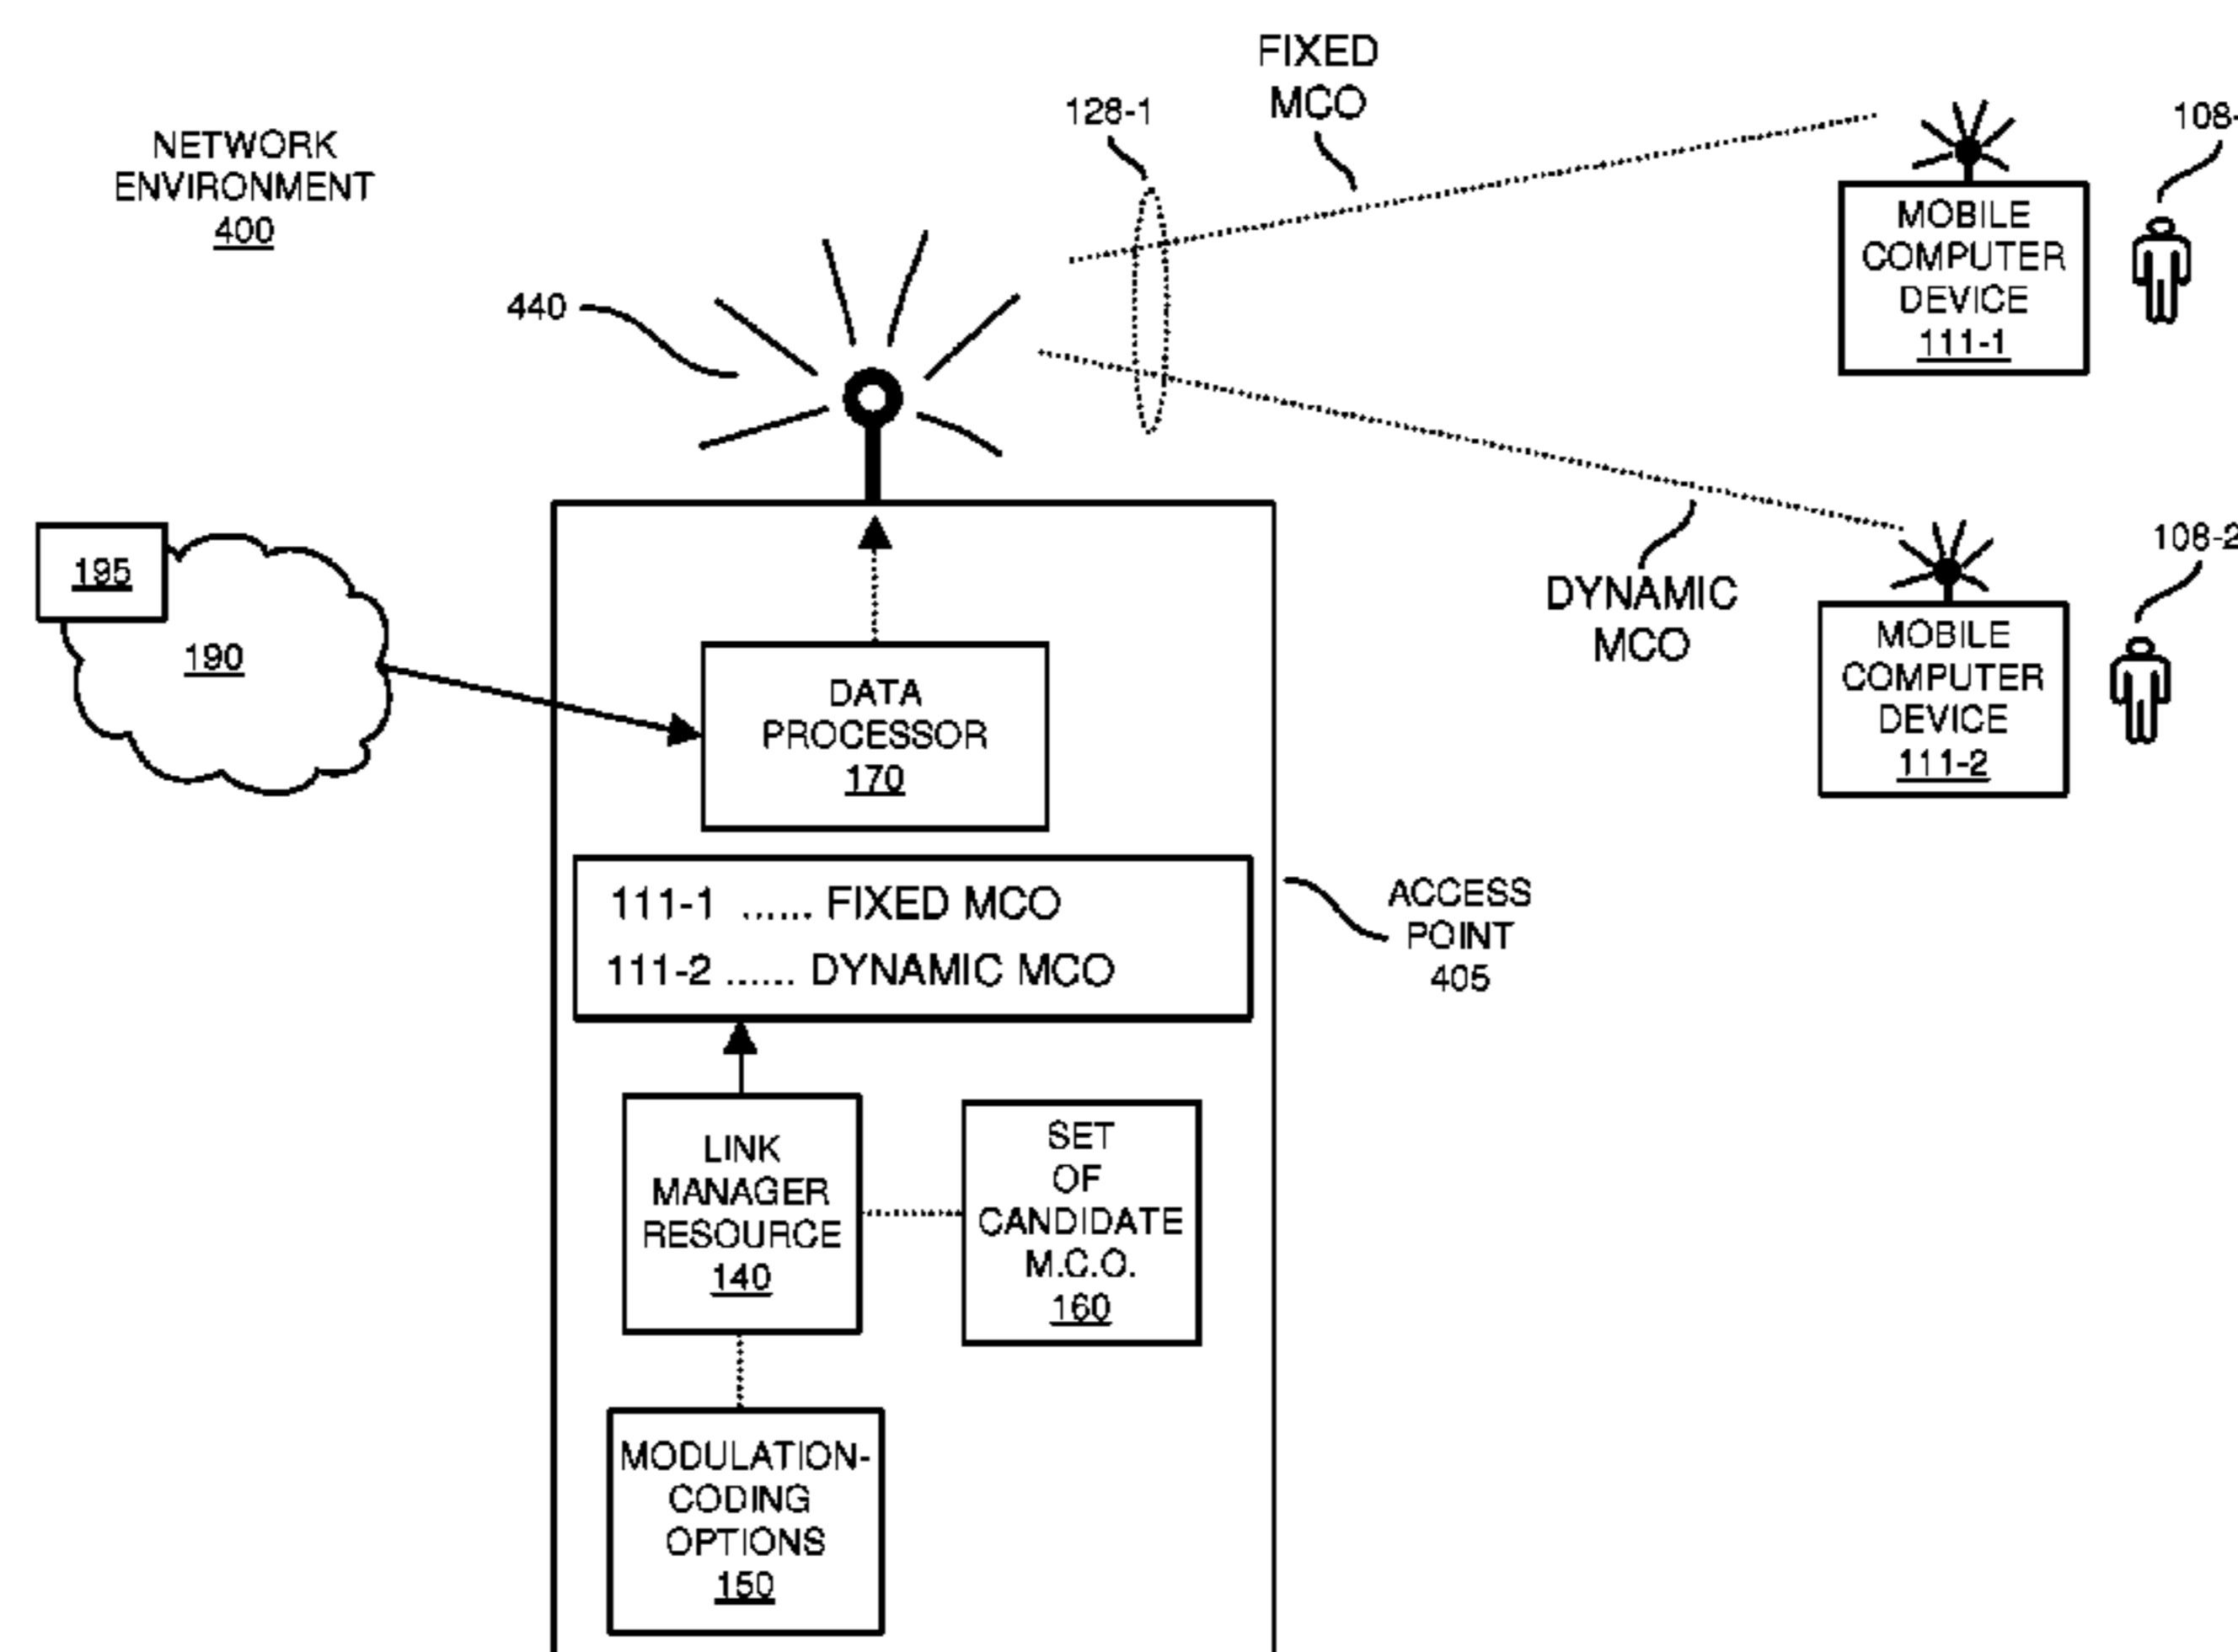 FIXED
MCO
128-1
108-
NETWORK
ENVIRONMENT
400
MOBILE
COMPUTER
DEVICE
111-1
440
195
190
108-2
DYNAMIC
MCO
MOBILE
COMPUTER
DEVICE
111-2
DATA
PROCESSOR
170
111-1 ...... FIXED MCO
111-2 ...... DYNAMIC MCO
ACCESS
POINT
405
LINK
MANAGER
RESOURCE
140
SET
OF
CANDIDATE
M.C.O.
160
MODULATION-
CODING
OPTIONS
150